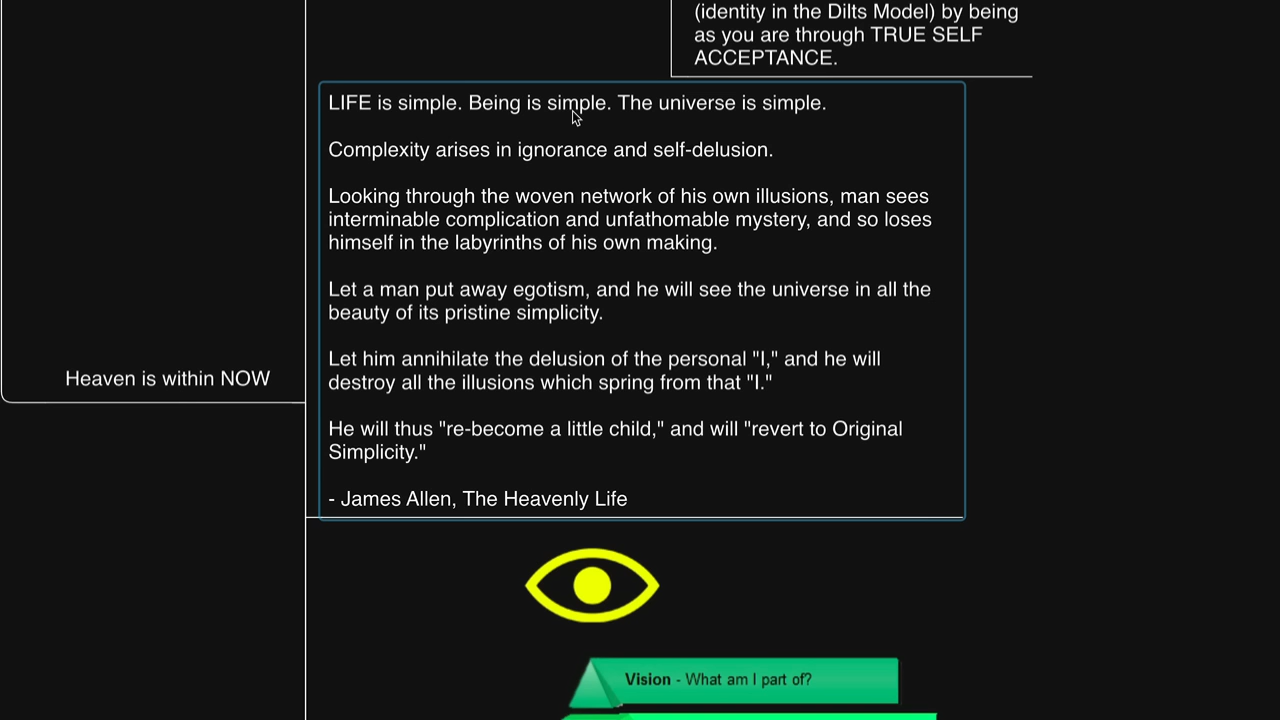 (identity in the Dilts Model) by being
as you are through TRUE SELF
ACCEPTANCE.
LIFE is simple. Being is simple. The universe is simple.
Complexity arises in ignorance and self-delusion.
Looking through the woven network of his own illusions, man sees
interminable complication and unfathomable mystery, and so loses
himself in the labyrinths of his own making.
Let a man put away egotism, and he will see the universe in all the
beauty of its pristine simplicity.
Let him annihilate the delusion of the personal "I," and he will
destroy all the illusions which spring from that "I."
He will thus "re-become a little child," and will "revert to Original
Simplicity."
- James Allen, The Heavenly Life
Heaven is within NOW
Vision - What am I part of?